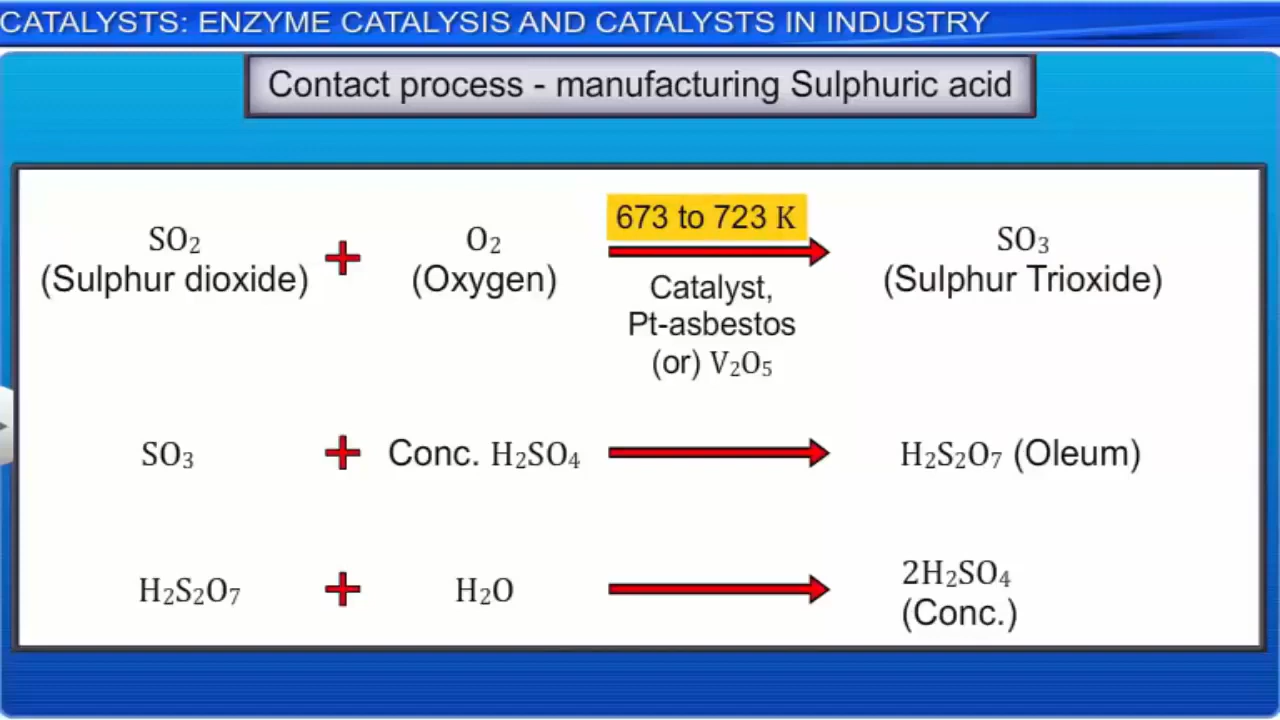 CATALYSTS: ENZYME CATALYSIS AND CATALYSTS IN INDUSTRY
Contact process - manufacturing Sulphuric acid
SO₂ + O₂ 673 to 723 K SO₃
(Sulphur dioxide) (Oxygen) (Sulphur Trioxide)
Catalyst,
Pt-asbestos
(or) V₂O₅
SO₃ + Conc. H₂SO₄ H₂S₂O₇ (Oleum)
H₂S₂O₇ + H₂O 2H₂SO₄
(Conc.)